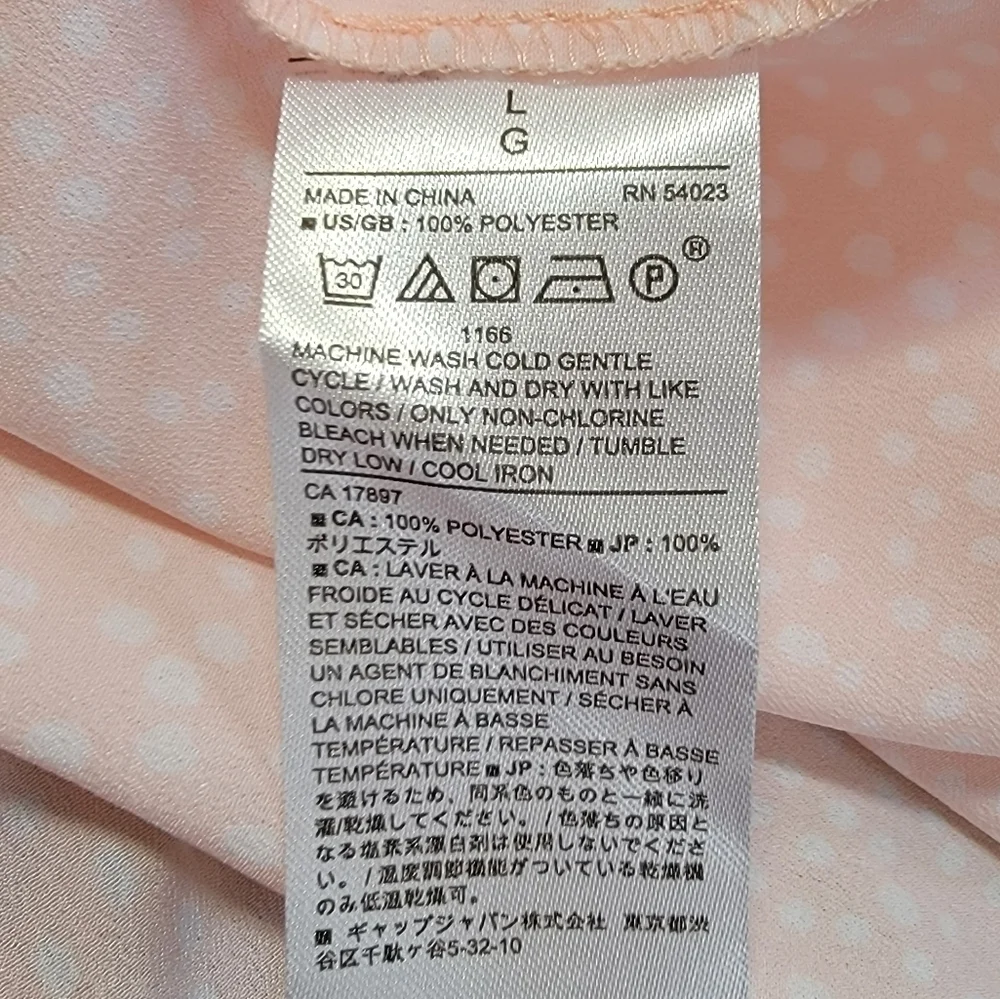 L
G
MADE IN CHINA RN 54023
US/GB : 100% POLYESTER
30 P ®
1166
MACHINE WASH COLD GENTLE
CYCLE / WASH AND DRY WITH LIKE
COLORS / ONLY NON-CHLORINE
BLEACH WHEN NEEDED / TUMBLE
DRY LOW / COOL IRON
CA 17897
CA : 100% POLYESTER JP : 100%
ポリエステル
CA : LAVER À LA MACHINE À L'EAU
FROIDE AU CYCLE DÉLICAT / LAVER
ET SÉCHER AVEC DES COULEURS
SEMBLABLES / UTILISER AU BESOIN
UN AGENT DE BLANCHIMENT SANS
CHLORE UNIQUEMENT / SÉCHER À
LA MACHINE À BASSE
TEMPÉRATURE / REPASSER À BASSE
TEMPÉRATURE JP : 色落ちや色移り
を避けるため、同系色のものと一緒に洗
濯/乾燥してください。 / 色落ちの原因と
なる塩素系漂白剤は使用しないでくださ
い。 / 温度調節機能がついている乾燥機
のみ低温乾燥可。
ギャップジャパン株式会社 東京都渋
谷区千駄ヶ谷5-32-10